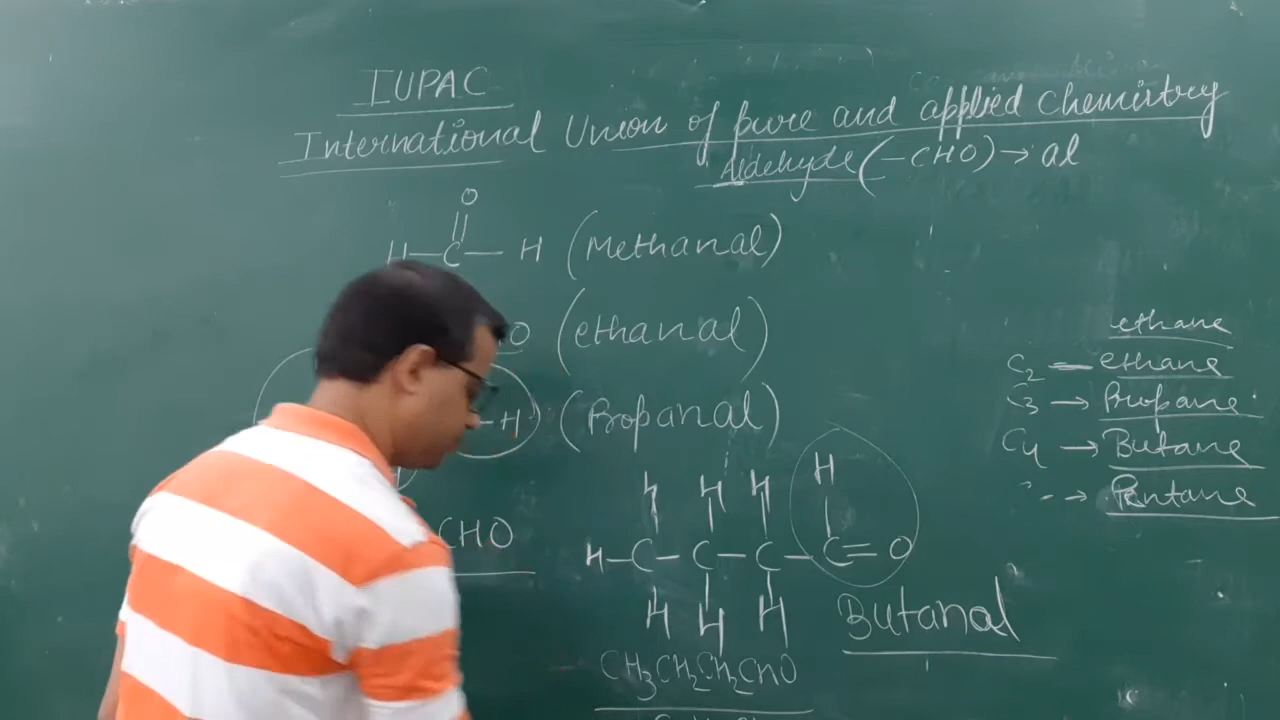 IUPAC
International Union of pure and applied Chemistry
Aldehyde (-CHO) → al
O
H-C-H (Methanal)
O (ethanal)
-H (Propanal)
CHO
H H H H
H-C-C-C-C=O
H H H
Butanal
CH3CH2CH2CHO
ethane
C2 — ethane
C3 → Propane
C4 → Butane
→ Pentane